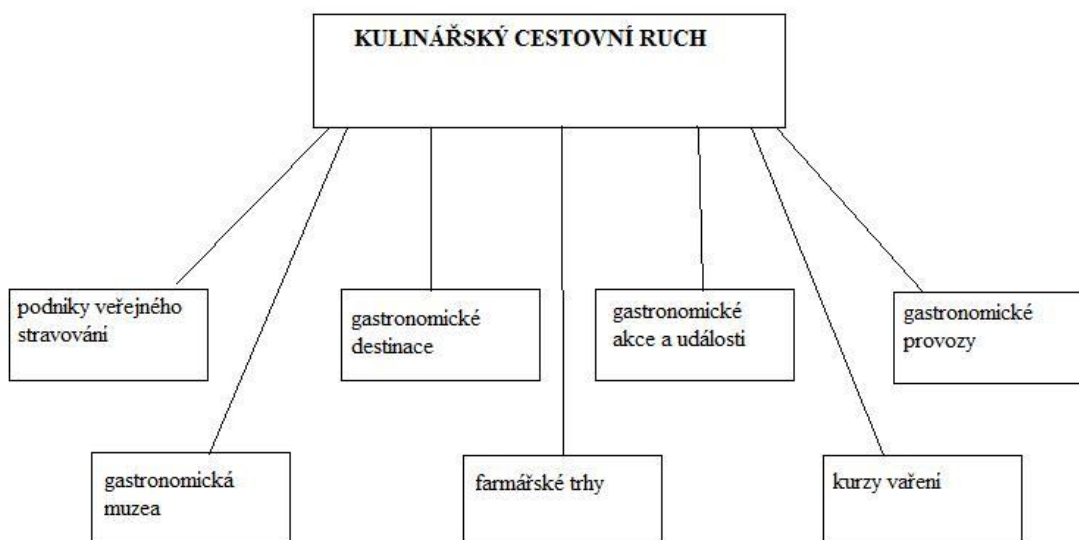 KULINÁŘSKÝ CESTOVNÍ RUCH
podniky veřejného
stravování
gastronomické
destinace
gastronomické
akce a události
gastronomické
provozy
gastronomická
muzea
farmářské trhy
kurzy vaření